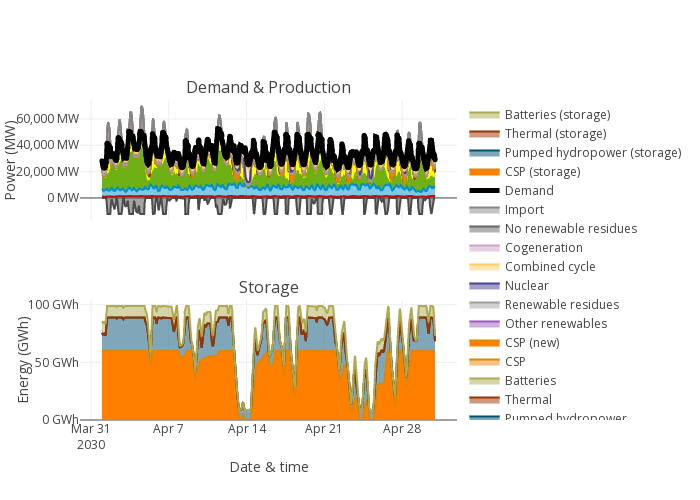 Demand & Production
Power (MW)
60,000 MW
40,000 MW
20,000 MW
0 MW
Storage
Energy (GWh)
100 GWh
50 GWh
0 GWh
Mar 31
2030
Apr 7
Apr 14
Apr 21
Apr 28
Date & time
Batteries (storage)
Thermal (storage)
Pumped hydropower (storage)
CSP (storage)
Demand
Import
No renewable residues
Cogeneration
Combined cycle
Nuclear
Renewable residues
Other renewables
CSP (new)
CSP
Batteries
Thermal
Pumped hydropower